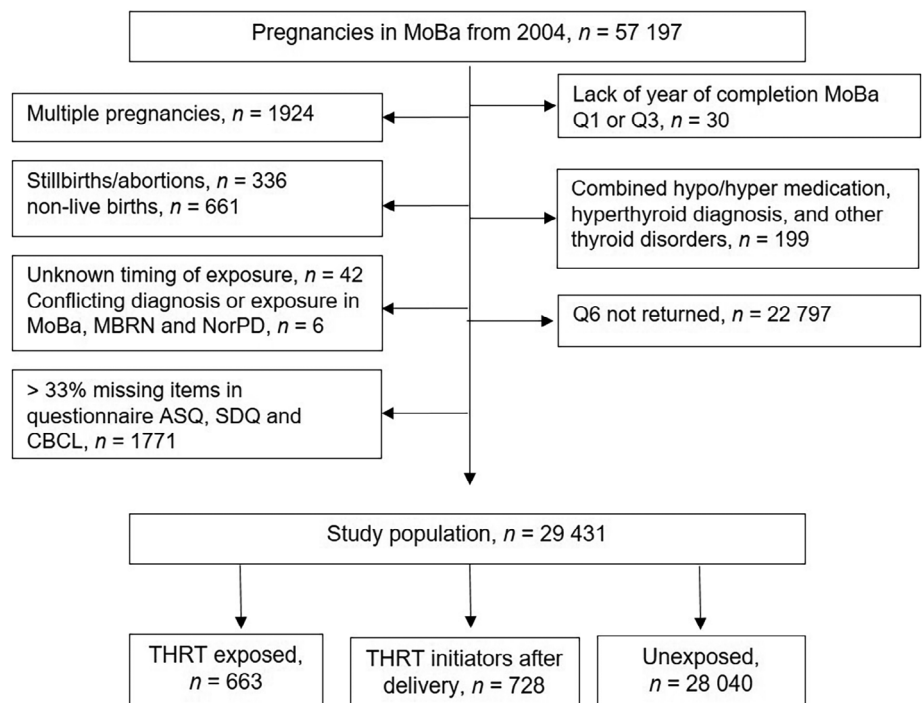 Pregnancies in MoBa from 2004, n = 57 197
Lack of year of completion MoBa
Q1 or Q3, n = 30
Multiple pregnancies, n = 1924
Stillbirths/abortions, n = 336
non-live births, n = 661
Combined hypo/hyper medication,
hyperthyroid diagnosis, and other
thyroid disorders, n = 199
Unknown timing of exposure, n = 42
Conflicting diagnosis or exposure in
MoBa, MBRN and NorPD, n = 6
Q6 not returned, n = 22 797
> 33% missing items in
questionnaire ASQ, SDQ and
CBCL, n = 1771
Study population, n = 29 431
THRT exposed,
n = 663
THRT initiators after
delivery, n = 728
Unexposed,
n = 28 040